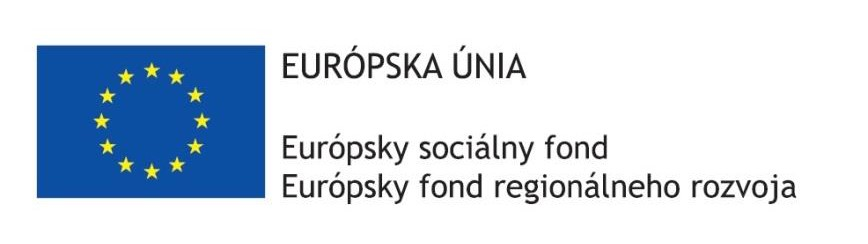 EURÓPSKA ÚNIA
Európsky sociálny fond
Európsky fond regionálneho rozvoja